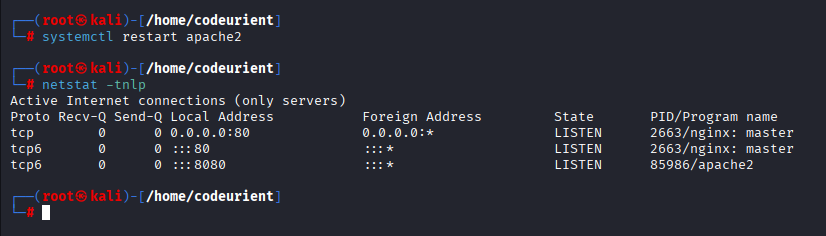 ┌──(root㉿kali)-[/home/codeurient]
└─# systemctl restart apache2
┌──(root㉿kali)-[/home/codeurient]
└─# netstat -tnlp
Active Internet connections (only servers)
Proto Recv-Q Send-Q Local Address           Foreign Address         State       PID/Program name
tcp        0      0 0.0.0.0:80              0.0.0.0:*               LISTEN      2663/nginx: master
tcp6       0      0 :::80                   :::*                    LISTEN      2663/nginx: master
tcp6       0      0 :::8080                 :::*                    LISTEN      85986/apache2
┌──(root㉿kali)-[/home/codeurient]
└─#